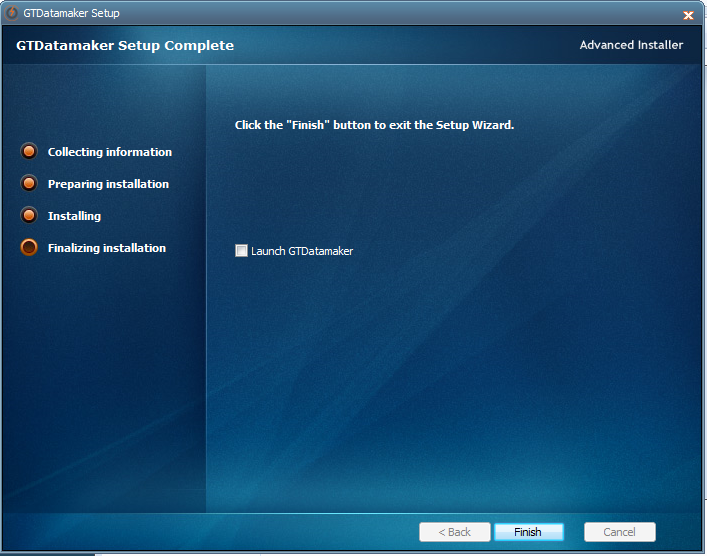 GTDatamaker Setup
GTDatamaker Setup Complete
Advanced Installer
Click the "Finish" button to exit the Setup Wizard.
Collecting information
Preparing installation
Installing
Finalizing installation
Launch GTDatamaker
< Back
Finish
Cancel